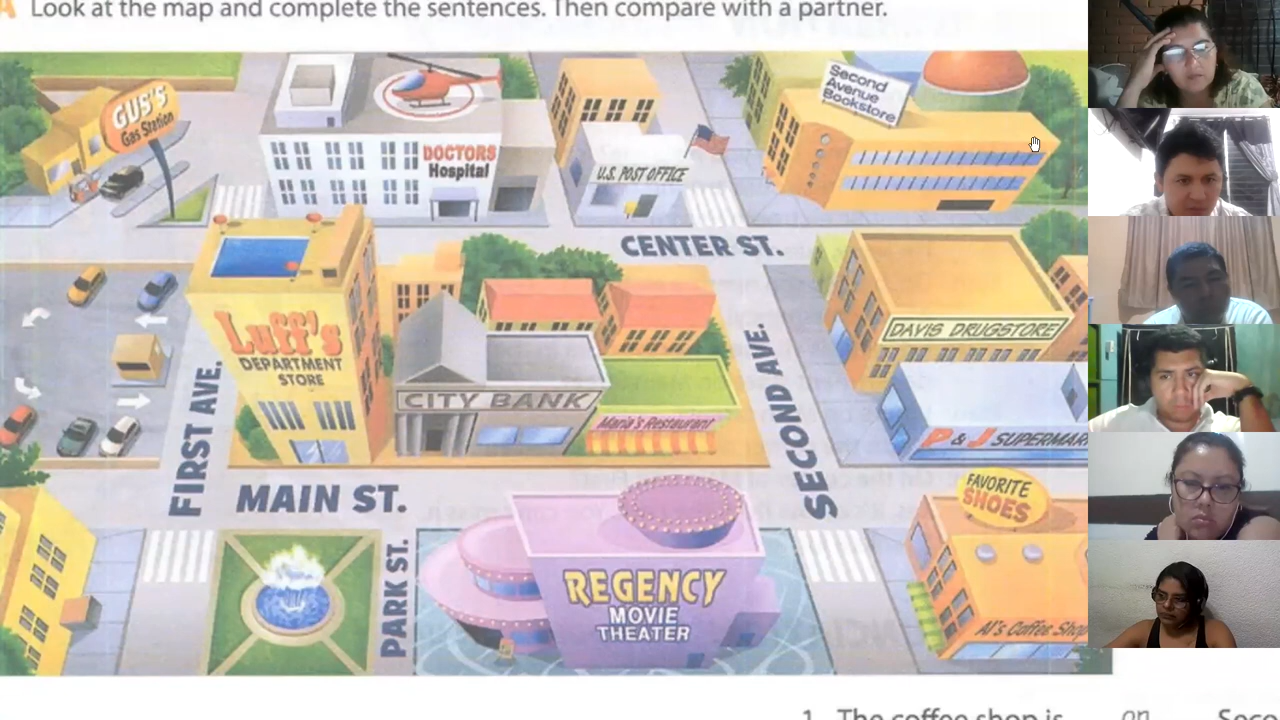 A Look at the map and complete the sentences. Then compare with a partner.
GUS'S
Gas Station
DOCTORS
Hospital
U.S. POST OFFICE
Second
Avenue
Bookstore
CENTER ST.
Luff's
DEPARTMENT
STORE
CITY BANK
Maria's Restaurant
DAVIS DRUGSTORE
P & J SUPERMAR
FIRST AVE.
SECOND AVE.
MAIN ST.
PARK ST.
REGENCY
MOVIE
THEATER
FAVORITE
SHOES
Al's Coffee Shop
1. The coffee shop is on Seco